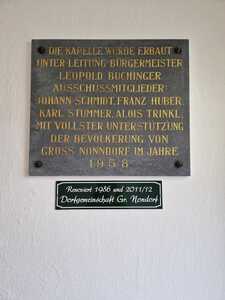 DIE KAPELLE WURDE ERBAUT
UNTER LEITUNG BÜRGERMEISTER
LEOPOLD BUCHINGER
AUSSCHUSSMITGLIEDER:
JOHANN SCHMIDT, FRANZ HUBER,
KARL STUMMER, ALOIS TRINKL,
MIT VOLLSTER UNTERSTÜTZUNG
DER BEVÖLKERUNG VON
GROSS NONNDORF IM JAHRE
1958
Renoviert 1986 und 2011/12
Dorfgemeinschaft Gr. Nondorf